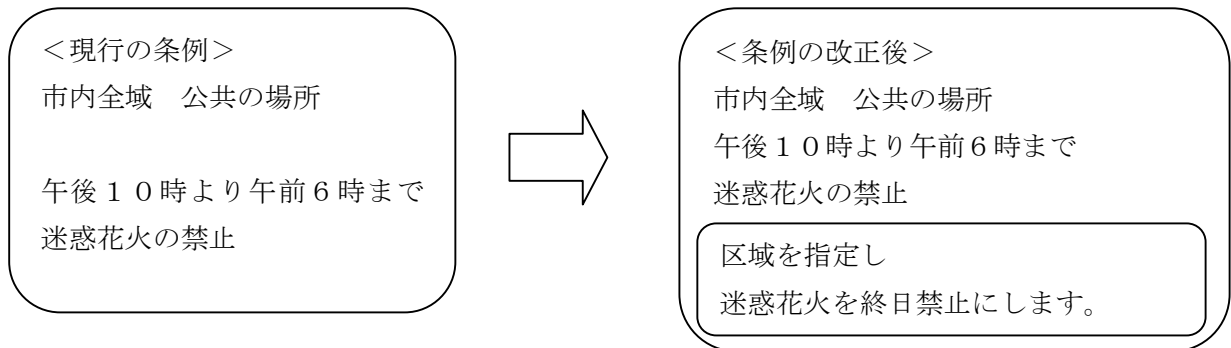 ＜現行の条例＞
市内全域　公共の場所
午後１０時より午前６時まで
迷惑花火の禁止
＜条例の改正後＞
市内全域　公共の場所
午後１０時より午前６時まで
迷惑花火の禁止
区域を指定し
迷惑花火を終日禁止にします。